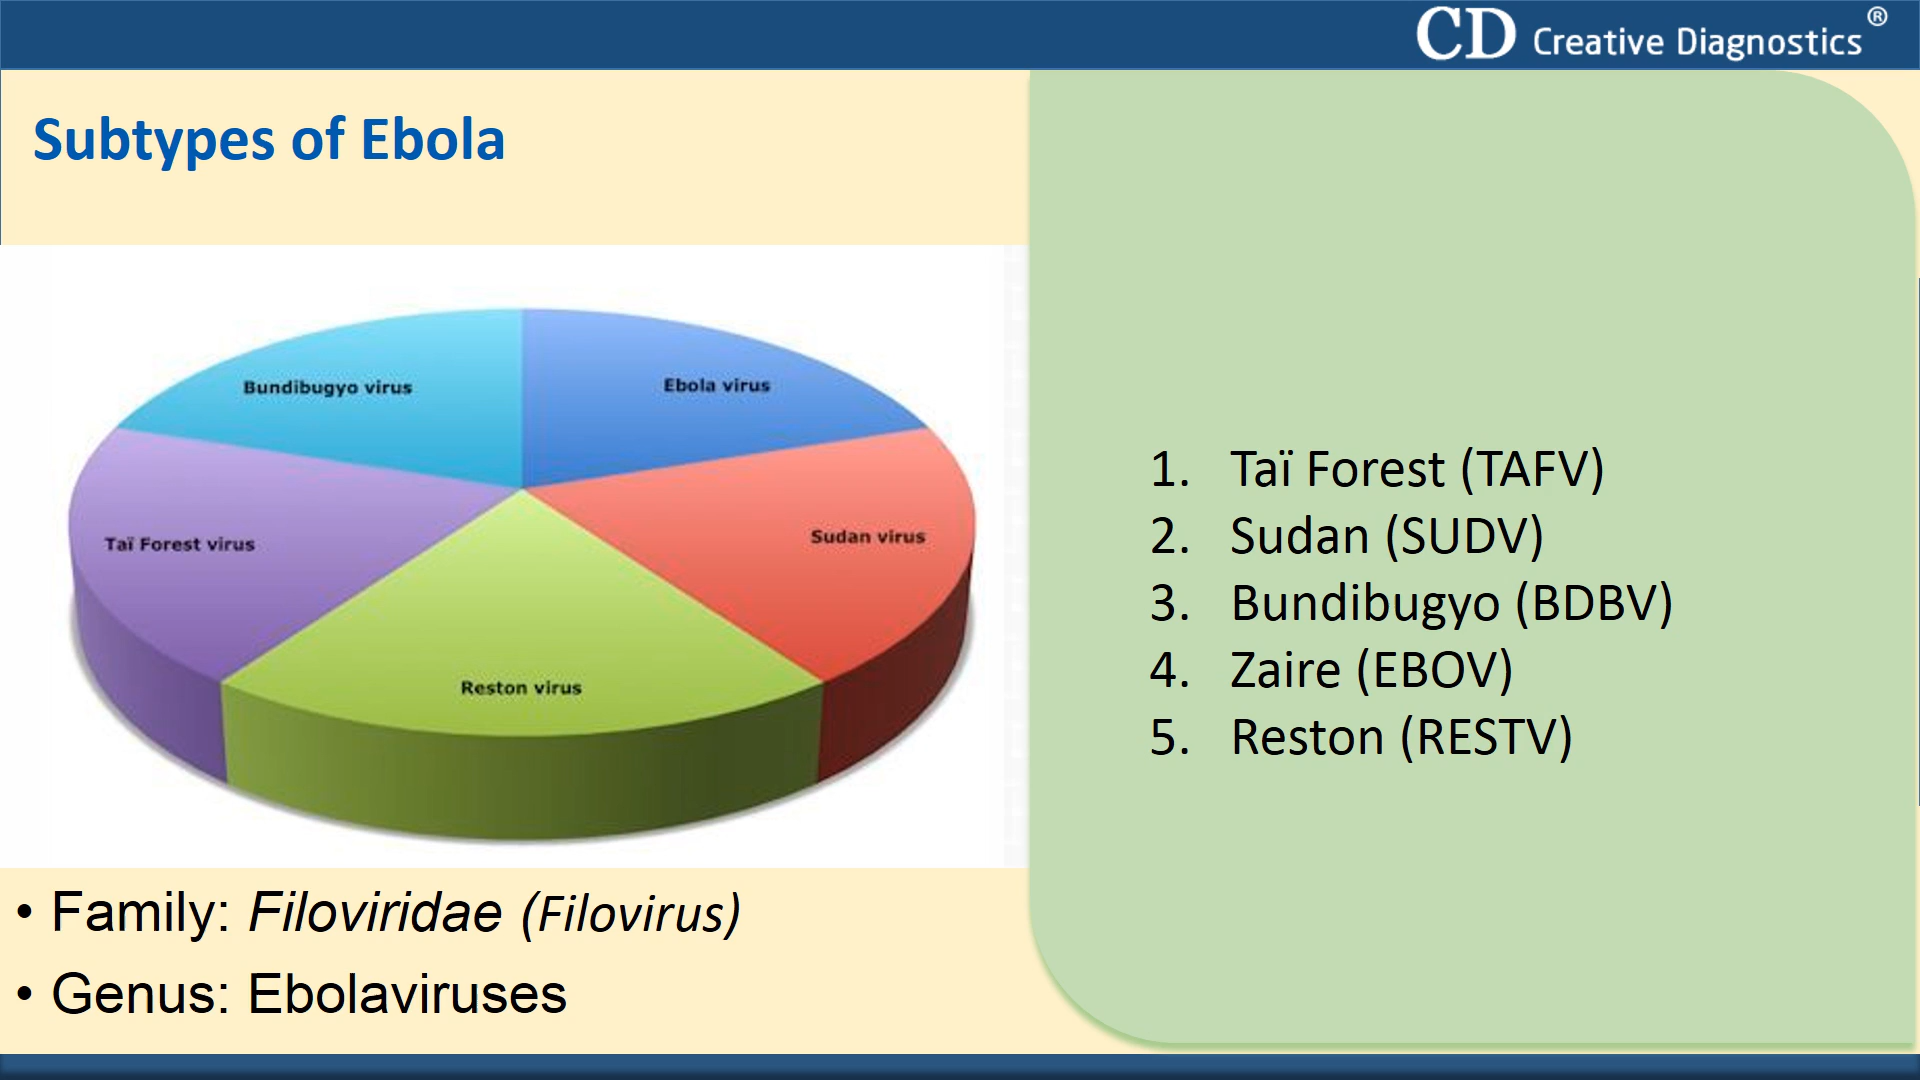 CD Creative Diagnostics®
Subtypes of Ebola
Bundibugyo virus
Ebola virus
Taï Forest virus
Sudan virus
Reston virus
1. Taï Forest (TAFV)
2. Sudan (SUDV)
3. Bundibugyo (BDBV)
4. Zaire (EBOV)
5. Reston (RESTV)
• Family: Filoviridae (Filovirus)
• Genus: Ebolaviruses